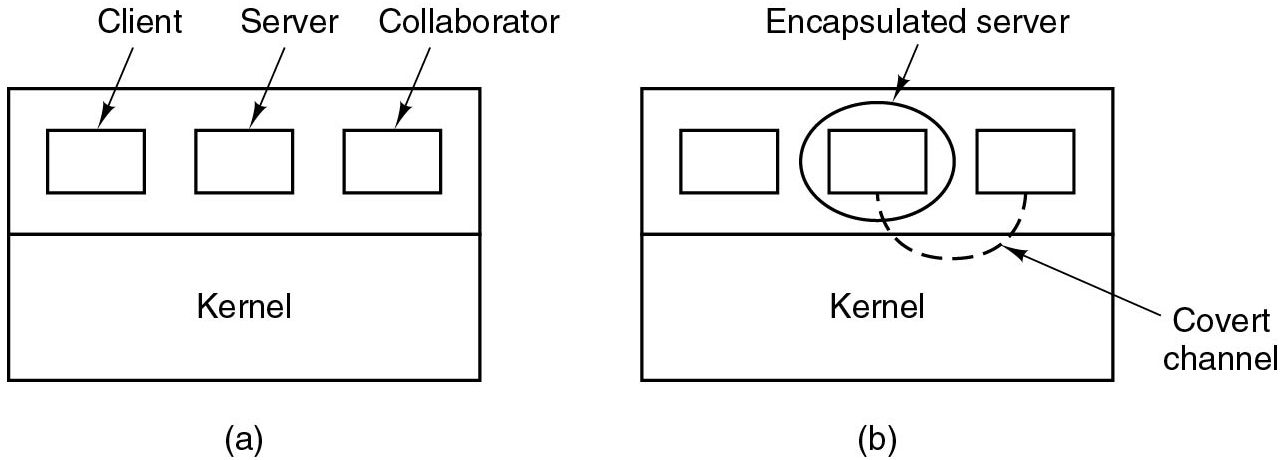 Client
Server
Collaborator
Kernel
(a)
Encapsulated server
Kernel
Covert
channel
(b)